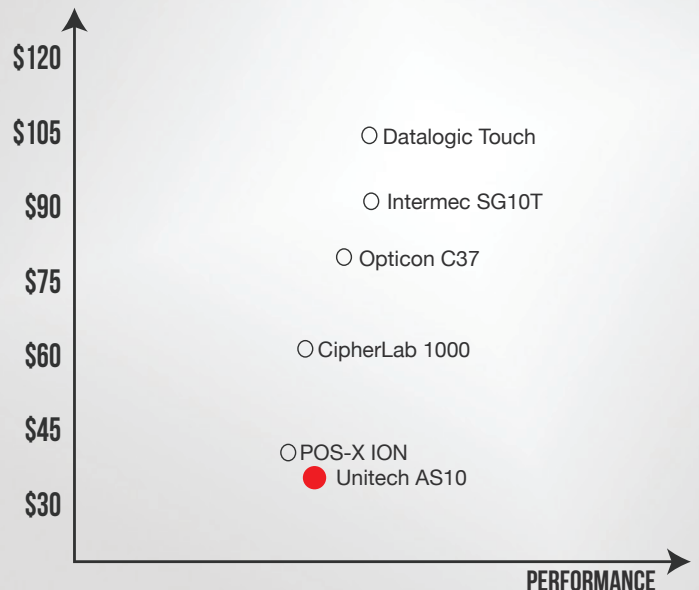 $120
$105
Datalogic Touch
$90
Intermec SG10T
Opticon C37
$75
$60
CipherLab 1000
$45
POS-X ION
Unitech AS10
$30
PERFORMANCE